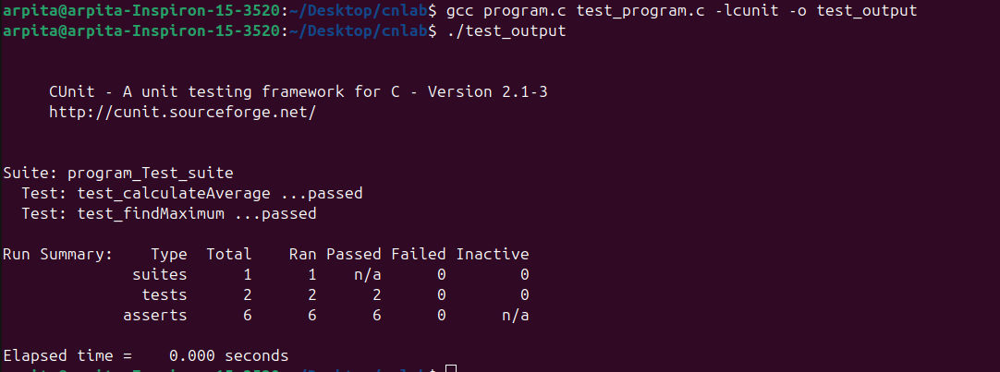 arpita@arpita-Inspiron-15-3520:~/Desktop/cnlab$ gcc program.c test_program.c -lcunit -o test_output
arpita@arpita-Inspiron-15-3520:~/Desktop/cnlab$ ./test_output
CUnit - A unit testing framework for C - Version 2.1-3
http://cunit.sourceforge.net/
Suite: program_Test_suite
Test: test_calculateAverage ...passed
Test: test_findMaximum ...passed
Run Summary: Type Total Ran Passed Failed Inactive
suites 1 1 n/a 0 0
tests 2 2 2 0 0
asserts 6 6 6 0 n/a
Elapsed time = 0.000 seconds